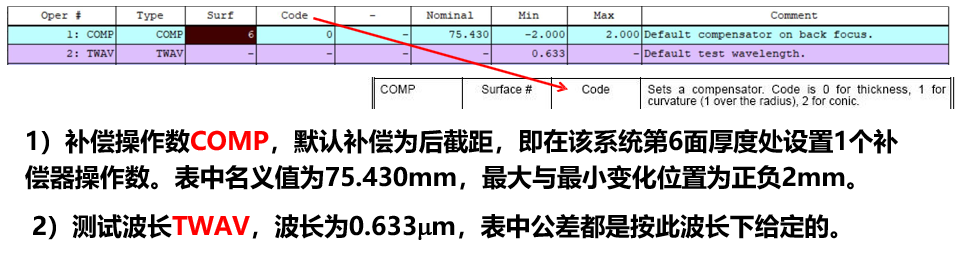 Oper # Type Surf Code - Nominal Min Max Comment
1: COMP COMP 6 0 - 75.430 -2.000 2.000 Default compensator on back focus.
2: TWAV TWAV - - - - 0.633 - Default test wavelength.
COMP Surface # Code Sets a compensator. Code is 0 for thickness, 1 for
curvature (1 over the radius), 2 for conic.
1）补偿操作数COMP，默认补偿为后截距，即在该系统第6面厚度处设置1个补
偿器操作数。表中名义值为75.430mm，最大与最小变化位置为正负2mm。
2）测试波长TWAV，波长为0.633μm，表中公差都是按此波长下给定的。